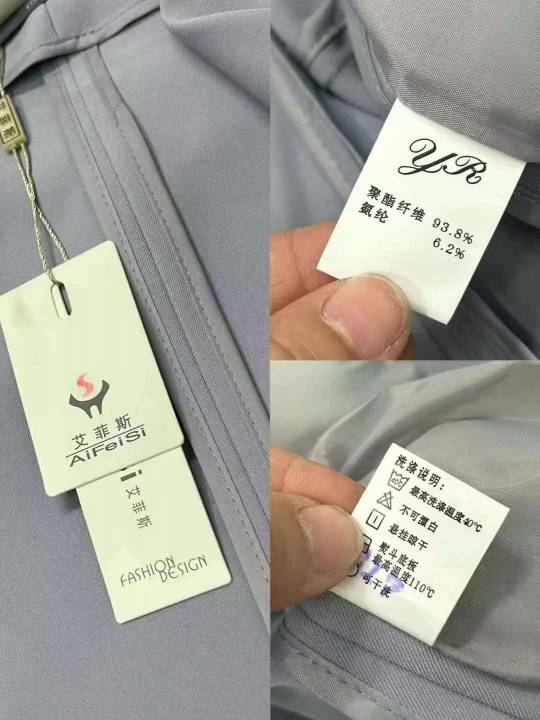 艾菲斯
AiFeiSi
i 艾菲斯
FASHION
DESIGN
YR
聚酯纤维 93.8%
氨纶 6.2%
洗涤说明:
40℃ 最高洗涤温度40℃
不可漂白
悬挂晾干
熨斗底板
最高温度110℃
可干洗